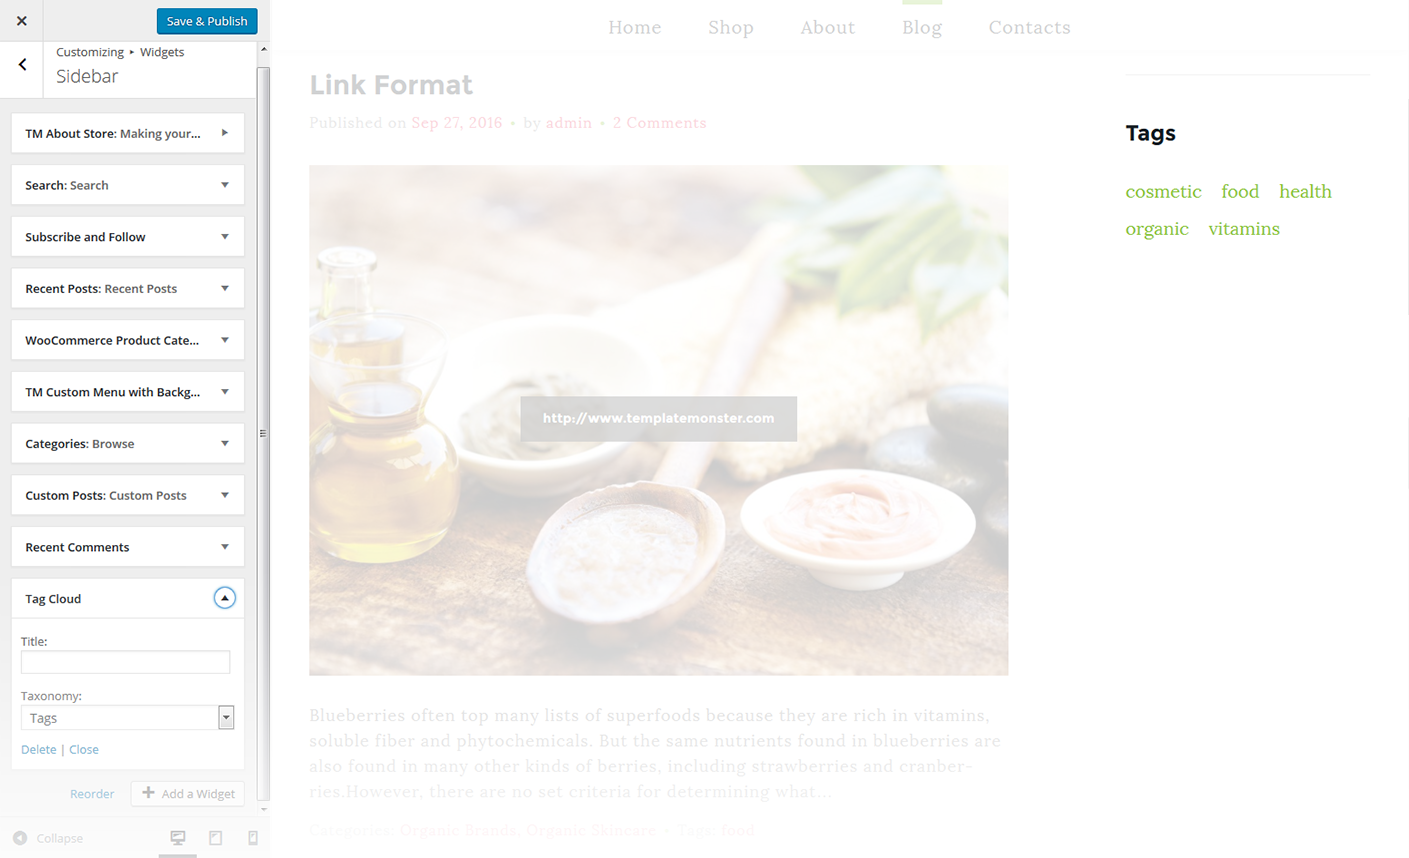 Save & Publish
Customizing ▸ Widgets
Sidebar
TM About Store: Making your...
Search: Search
Subscribe and Follow
Recent Posts: Recent Posts
WooCommerce Product Cate...
TM Custom Menu with Backg...
Categories: Browse
Custom Posts: Custom Posts
Recent Comments
Tag Cloud
Title:
Taxonomy:
Tags
Delete | Close
Reorder
Add a Widget
Collapse
Home Shop About Blog Contacts
Link Format
Published on Sep 27, 2016 • by admin • 2 Comments
http://www.templatemonster.com
Blueberries often top many lists of superfoods because they are rich in vitamins,
soluble fiber and phytochemicals. But the same nutrients found in blueberries are
also found in many other kinds of berries, including strawberries and cranber-
ries.However, there are no set criteria for determining what...
Categories: Organic Brands, Organic Skincare • Tags: food
Tags
cosmetic food health
organic vitamins